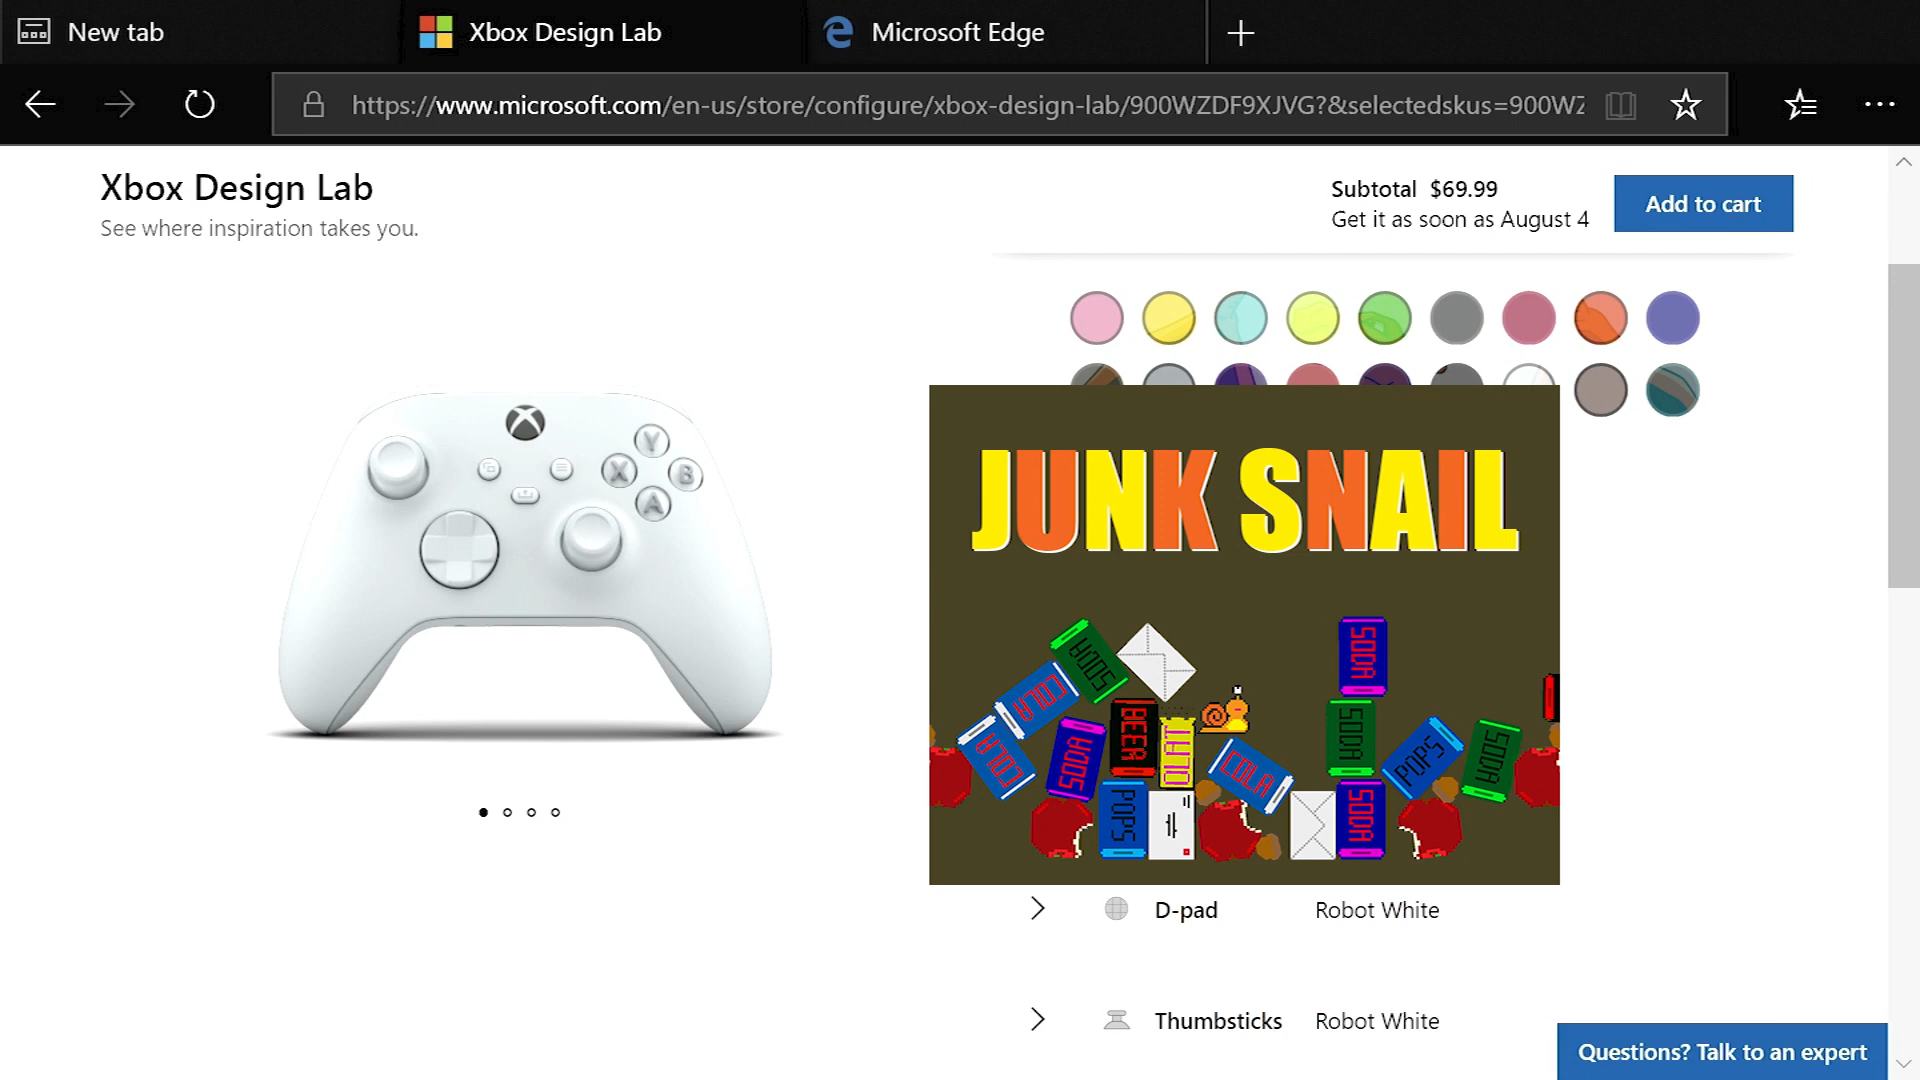 New tab
Xbox Design Lab
Microsoft Edge
https://www.microsoft.com/en-us/store/configure/xbox-design-lab/900WZDF9XJVG?&selectedskus=900WZ
Xbox Design Lab
See where inspiration takes you.
Subtotal $69.99
Get it as soon as August 4
Add to cart
Y
X
B
A
JUNK SNAIL
SODA
COLA
COLA
SODA
BEER
POPS
COLA
SODA
SODA
SODA
POPS
SODA
D-pad Robot White
Thumbsticks Robot White
Questions? Talk to an expert